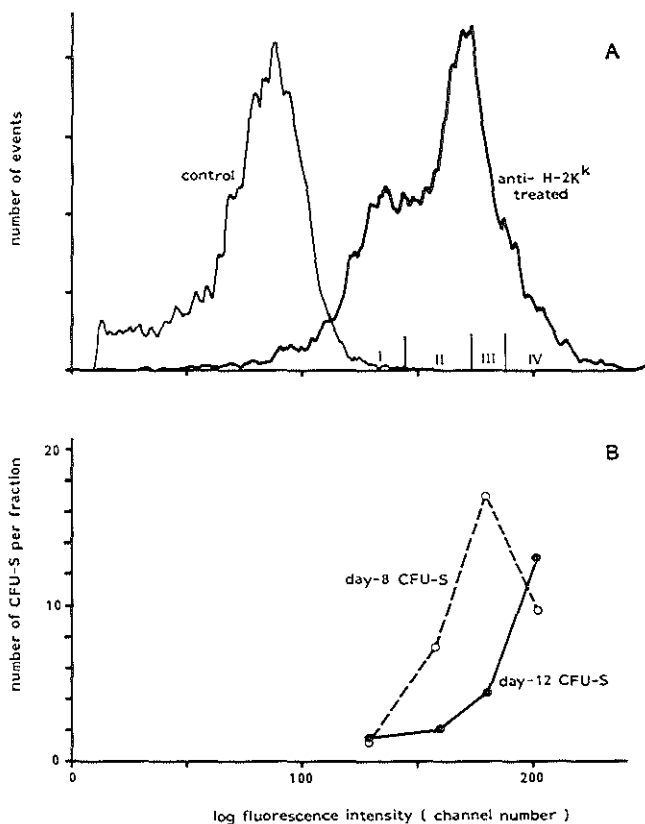 A
number of events
control
anti- H-2Kᵏ
treated
I II III IV
B
number of CFU-S per fraction
20
10
0
day-8 CFU-S
day-12 CFU-S
0 100 200
log fluorescence intensity ( channel number )